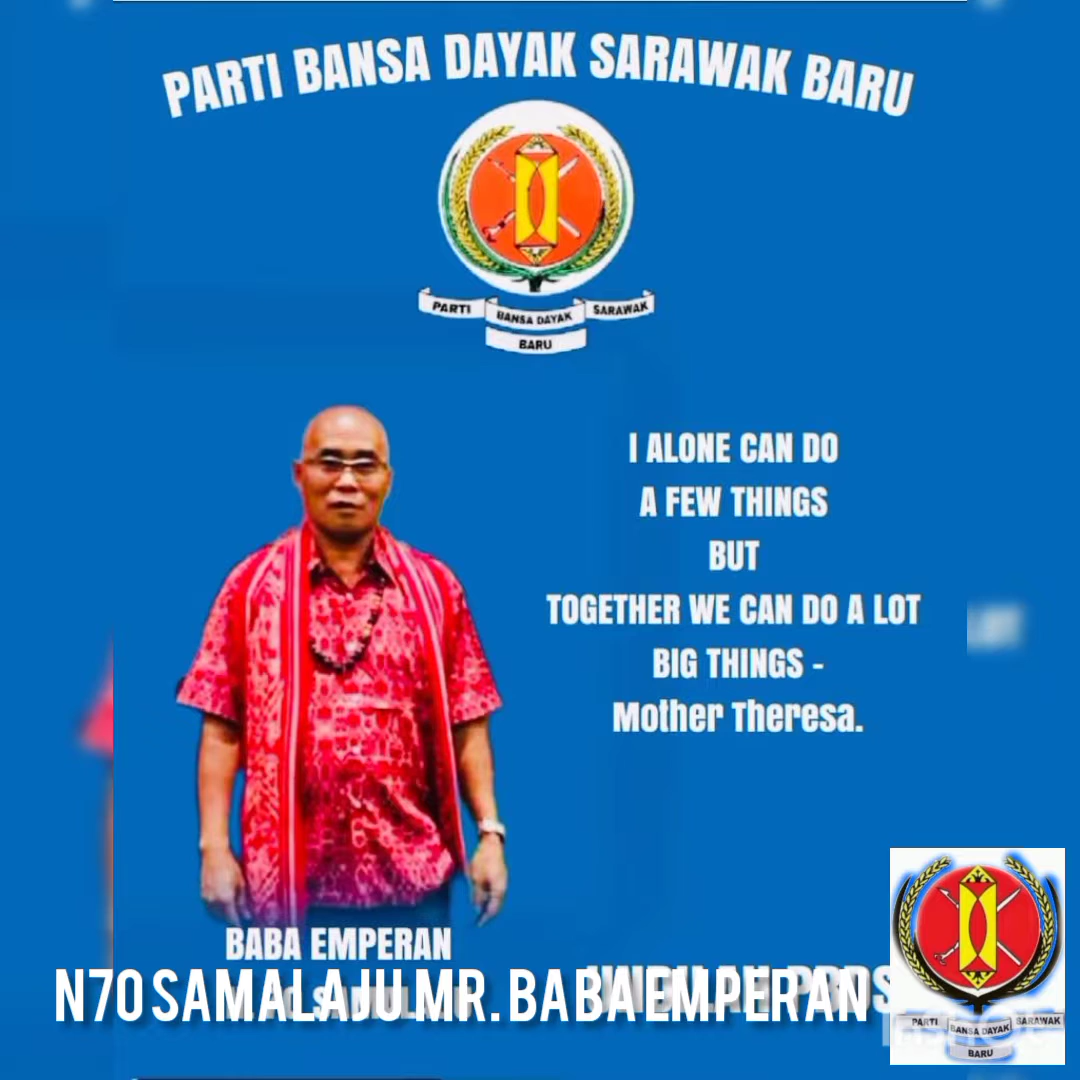 PARTI BANSA DAYAK SARAWAK BARU
PARTI BANSA DAYAK SARAWAK
BARU
I ALONE CAN DO
A FEW THINGS
BUT
TOGETHER WE CAN DO A LOT
BIG THINGS -
Mother Theresa.
BABA EMPERAN
N70 SAMALAJU MR. BABA EMPERAN
PARTI BANSA DAYAK SARAWAK
BARU